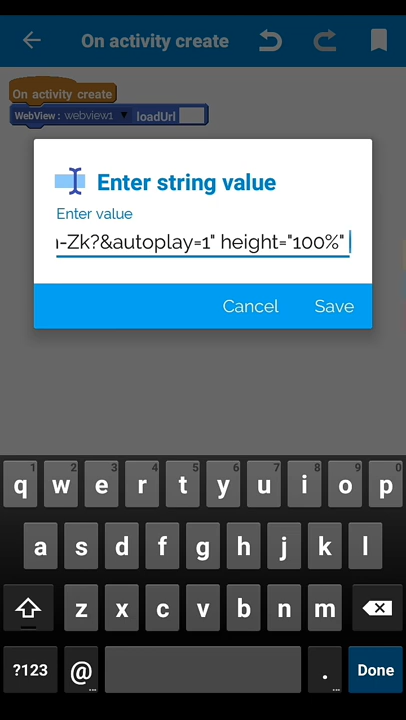 On activity create
On activity create
WebView: webview1 loadUrl
Enter string value
Enter value
-Zk?&autoplay=1" height="100%"
Cancel Save
1 2 3 4 5 6 7 8 9 0
q w e r t y u i o p
a s d f g h j k l
z x c v b n m
?123 @ . Done